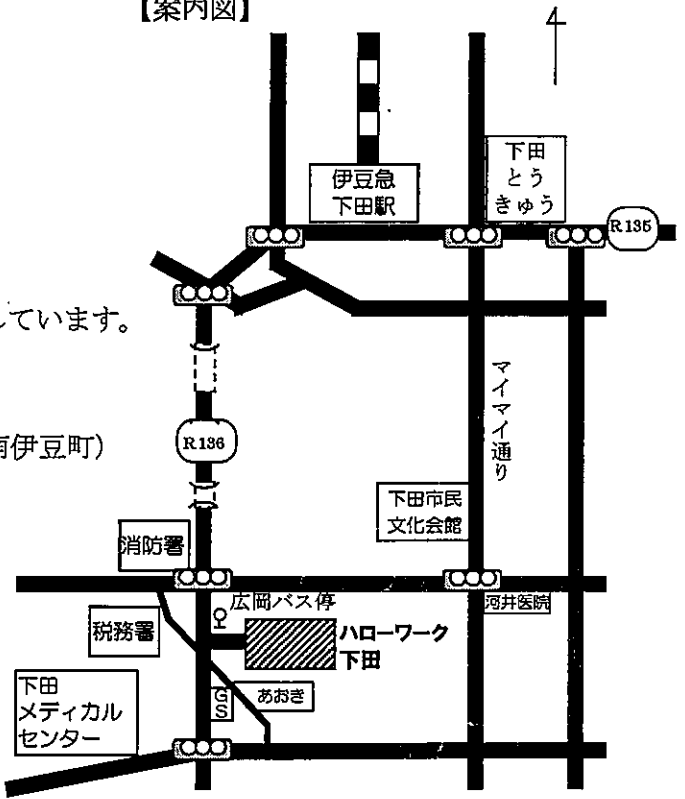 【案内図】
伊豆急
下田駅
下田
とう
きゅう
R135
しています。
マイマイ通り
南伊豆町）
R136
下田市民
文化会館
消防署
広岡バス停
河井医院
税務署
ハローワーク
下田
下田
メディカル
センター
GS
あおき